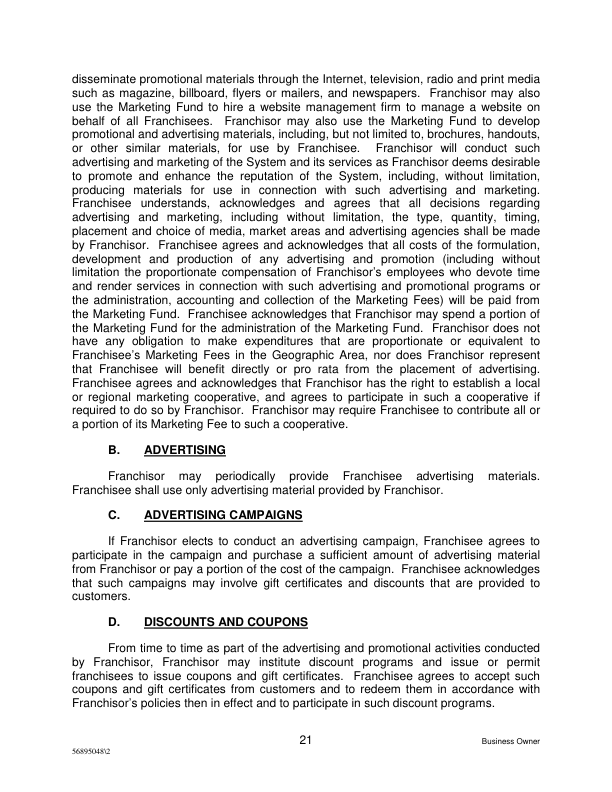 disseminate promotional materials through the Internet, television, radio and print media
such as magazine, billboard, flyers or mailers, and newspapers.  Franchisor may also
use the Marketing Fund to hire a website management firm to manage a website on
behalf of all Franchisees.  Franchisor may also use the Marketing Fund to develop
promotional and advertising materials, including, but not limited to, brochures, handouts,
or other similar materials, for use by Franchisee.  Franchisor will conduct such
advertising and marketing of the System and its services as Franchisor deems desirable
to promote and enhance the reputation of the System, including, without limitation,
producing materials for use in connection with such advertising and marketing.
Franchisee understands, acknowledges and agrees that all decisions regarding
advertising and marketing, including without limitation, the type, quantity, timing,
placement and choice of media, market areas and advertising agencies shall be made
by Franchisor.  Franchisee agrees and acknowledges that all costs of the formulation,
development and production of any advertising and promotion (including without
limitation the proportionate compensation of Franchisor's employees who devote time
and render services in connection with such advertising and promotional programs or
the administration, accounting and collection of the Marketing Fees) will be paid from
the Marketing Fund.  Franchisee acknowledges that Franchisor may spend a portion of
the Marketing Fund for the administration of the Marketing Fund.  Franchisor does not
have any obligation to make expenditures that are proportionate or equivalent to
Franchisee's Marketing Fees in the Geographic Area, nor does Franchisor represent
that Franchisee will benefit directly or pro rata from the placement of advertising.
Franchisee agrees and acknowledges that Franchisor has the right to establish a local
or regional marketing cooperative, and agrees to participate in such a cooperative if
required to do so by Franchisor.  Franchisor may require Franchisee to contribute all or
a portion of its Marketing Fee to such a cooperative.
B. ADVERTISING
Franchisor may periodically provide Franchisee advertising materials.
Franchisee shall use only advertising material provided by Franchisor.
C. ADVERTISING CAMPAIGNS
If Franchisor elects to conduct an advertising campaign, Franchisee agrees to
participate in the campaign and purchase a sufficient amount of advertising material
from Franchisor or pay a portion of the cost of the campaign.  Franchisee acknowledges
that such campaigns may involve gift certificates and discounts that are provided to
customers.
D. DISCOUNTS AND COUPONS
From time to time as part of the advertising and promotional activities conducted
by Franchisor, Franchisor may institute discount programs and issue or permit
franchisees to issue coupons and gift certificates.  Franchisee agrees to accept such
coupons and gift certificates from customers and to redeem them in accordance with
Franchisor's policies then in effect and to participate in such discount programs.
21
Business Owner
56895048\2